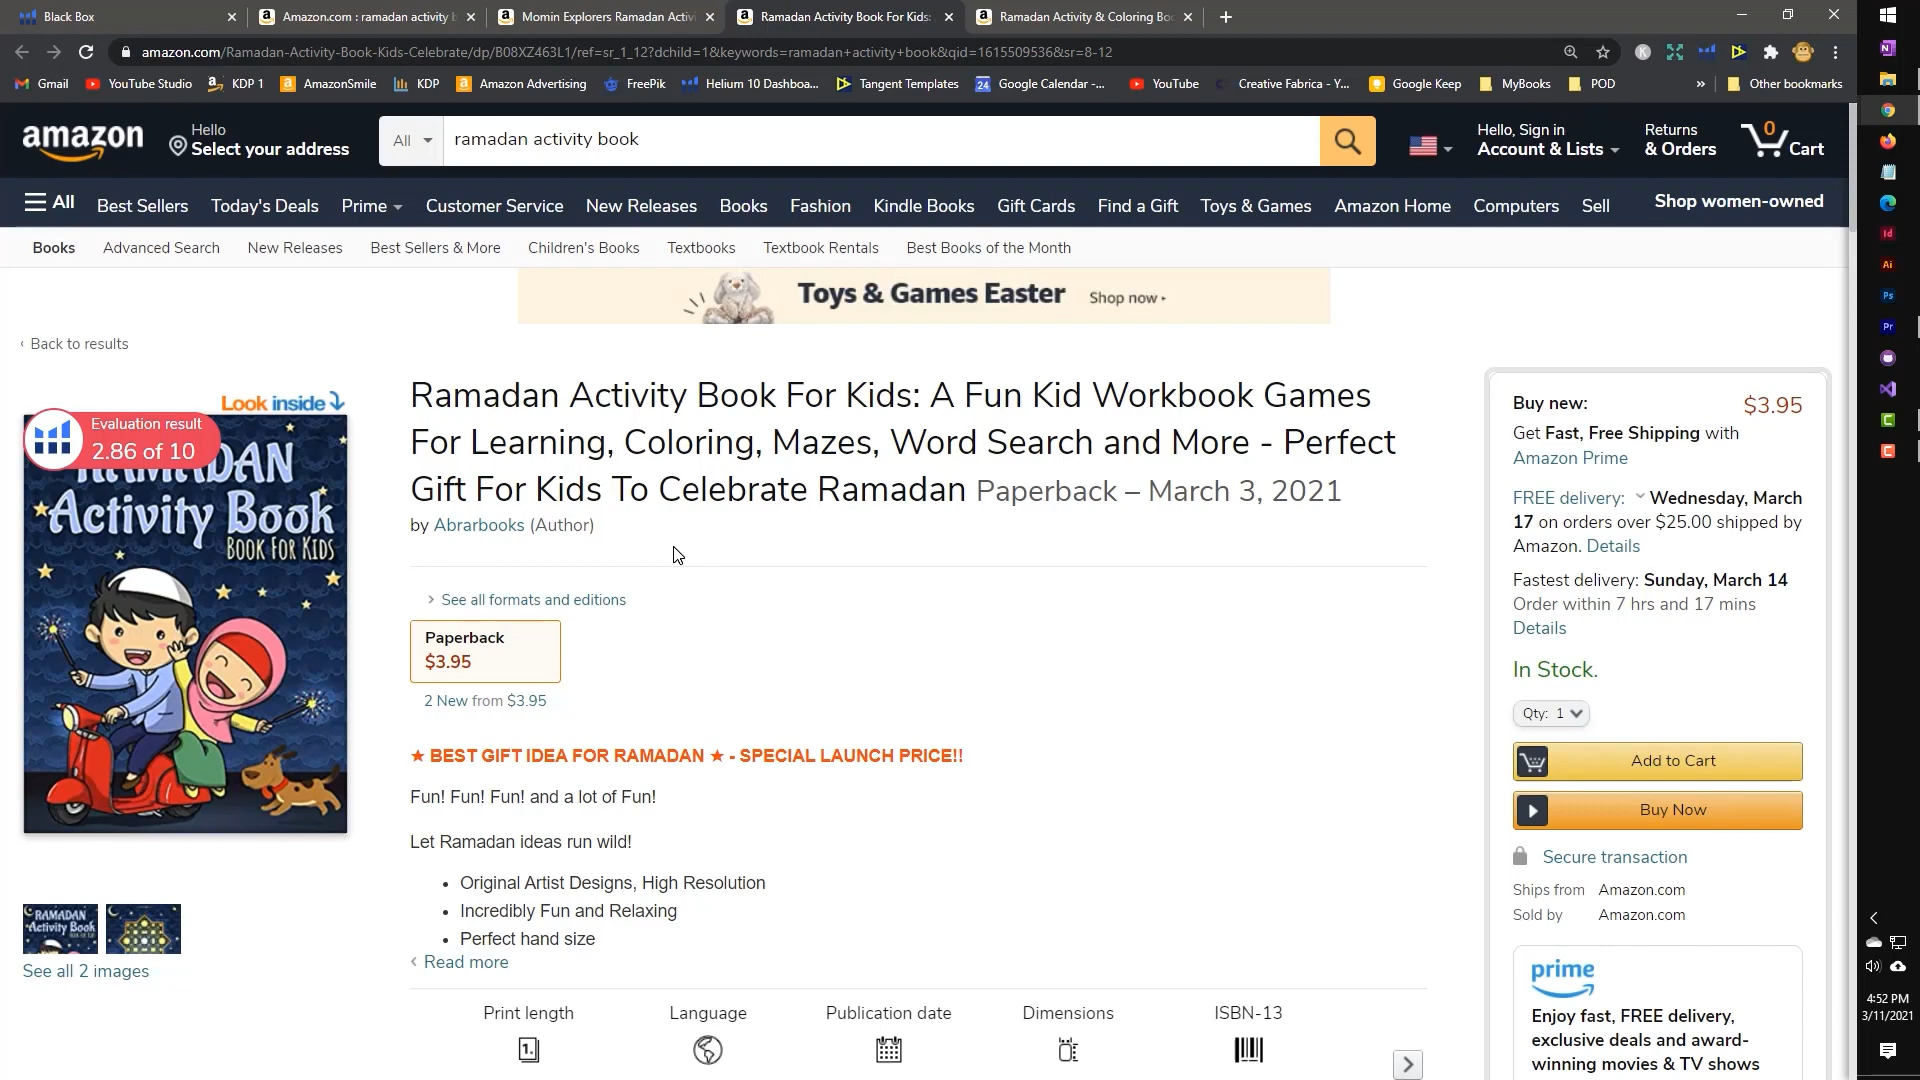 Black Box
Amazon.com : ramadan activity b
Momin Explorers Ramadan Activi
Ramadan Activity Book For Kids:
Ramadan Activity & Coloring Boo
amazon.com/Ramadan-Activity-Book-Kids-Celebrate/dp/B08XZ463L1/ref=sr_1_12?dchild=1&keywords=ramadan+activity+book&qid=1615509536&sr=8-12
Gmail YouTube Studio KDP 1 AmazonSmile KDP Amazon Advertising FreePik Helium 10 Dashboa... Tangent Templates Google Calendar -... YouTube Creative Fabrica - Y... Google Keep MyBooks POD » Other bookmarks
amazon
Hello
Select your address
All
ramadan activity book
Hello, Sign in
Account & Lists
Returns
& Orders
0
Cart
All Best Sellers Today's Deals Prime Customer Service New Releases Books Fashion Kindle Books Gift Cards Find a Gift Toys & Games Amazon Home Computers Sell Shop women-owned
Books Advanced Search New Releases Best Sellers & More Children's Books Textbooks Textbook Rentals Best Books of the Month
Toys & Games Easter Shop now
‹ Back to results
Look inside
Evaluation result
2.86 of 10
RAMADAN
Activity Book
BOOK FOR KIDS
RAMADAN
Activity Book
See all 2 images
Ramadan Activity Book For Kids: A Fun Kid Workbook Games
For Learning, Coloring, Mazes, Word Search and More - Perfect
Gift For Kids To Celebrate Ramadan Paperback – March 3, 2021
by Abrarbooks (Author)
See all formats and editions
Paperback
$3.95
2 New from $3.95
★ BEST GIFT IDEA FOR RAMADAN ★ - SPECIAL LAUNCH PRICE!!
Fun! Fun! Fun! and a lot of Fun!
Let Ramadan ideas run wild!
• Original Artist Designs, High Resolution
• Incredibly Fun and Relaxing
• Perfect hand size
Read more
Print length Language Publication date Dimensions ISBN-13
Buy new: $3.95
Get Fast, Free Shipping with
Amazon Prime
FREE delivery: Wednesday, March
17 on orders over $25.00 shipped by
Amazon. Details
Fastest delivery: Sunday, March 14
Order within 7 hrs and 17 mins
Details
In Stock.
Qty: 1
Add to Cart
Buy Now
Secure transaction
Ships from Amazon.com
Sold by Amazon.com
prime
Enjoy fast, FREE delivery,
exclusive deals and award-
winning movies & TV shows
24
K
N
Id
Ai
Ps
Pr
C
C
4:52 PM
3/11/2021